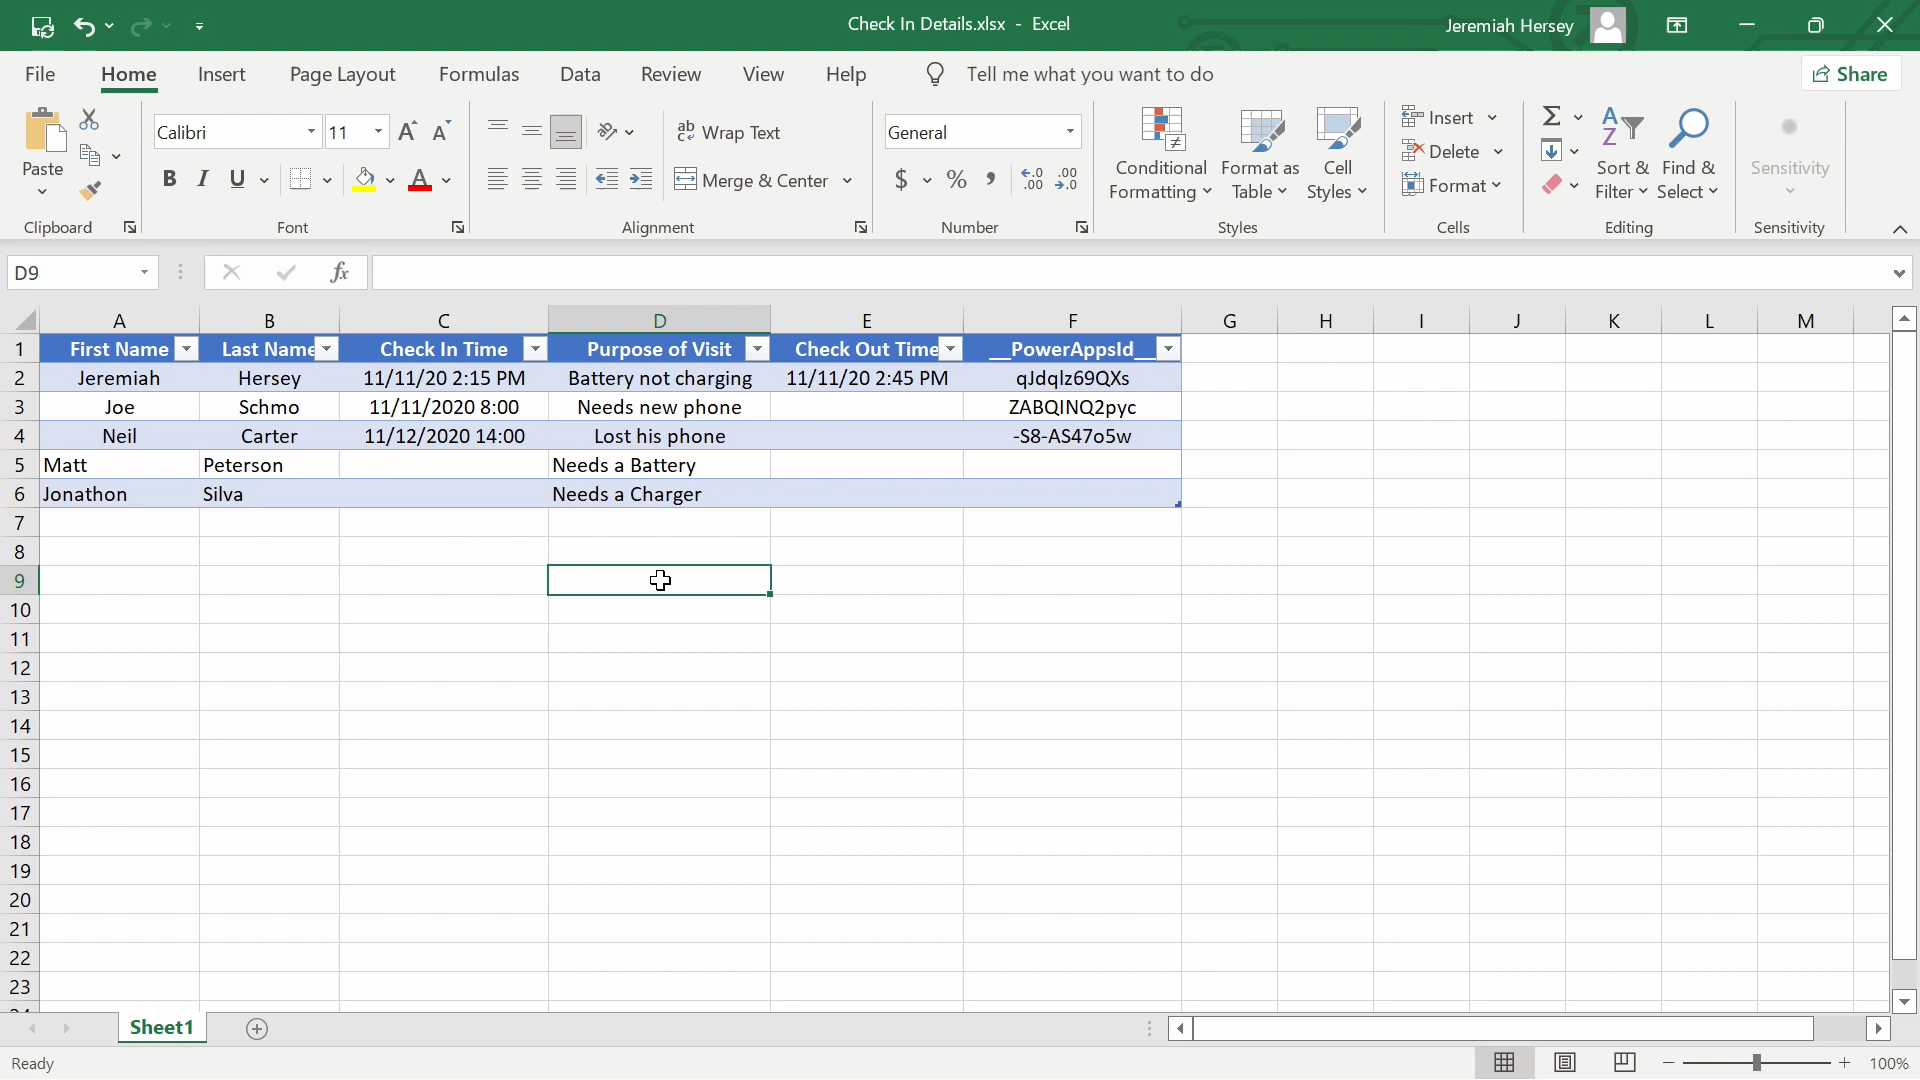 Check In Details.xlsx - Excel
Jeremiah Hersey
File Home Insert Page Layout Formulas Data Review View Help Tell me what you want to do Share
Calibri 11 ab Wrap Text General Insert
Paste Delete
B I U A Merge & Center $ % , Conditional Formatting Format as Table Cell Styles Format Sort & Filter Find & Select Sensitivity
Clipboard Font Alignment Number Styles Cells Editing Sensitivity
D9 fx
A B C D E F G H I J K L M
1 First Name Last Name Check In Time Purpose of Visit Check Out Time __PowerAppsId__
2 Jeremiah Hersey 11/11/20 2:15 PM Battery not charging 11/11/20 2:45 PM qJdqlz69QXs
3 Joe Schmo 11/11/2020 8:00 Needs new phone ZABQINQ2pyc
4 Neil Carter 11/12/2020 14:00 Lost his phone -S8-AS47o5w
5 Matt Peterson Needs a Battery
6 Jonathon Silva Needs a Charger
7
8
9
10
11
12
13
14
15
16
17
18
19
20
21
22
23
Sheet1
Ready 100%